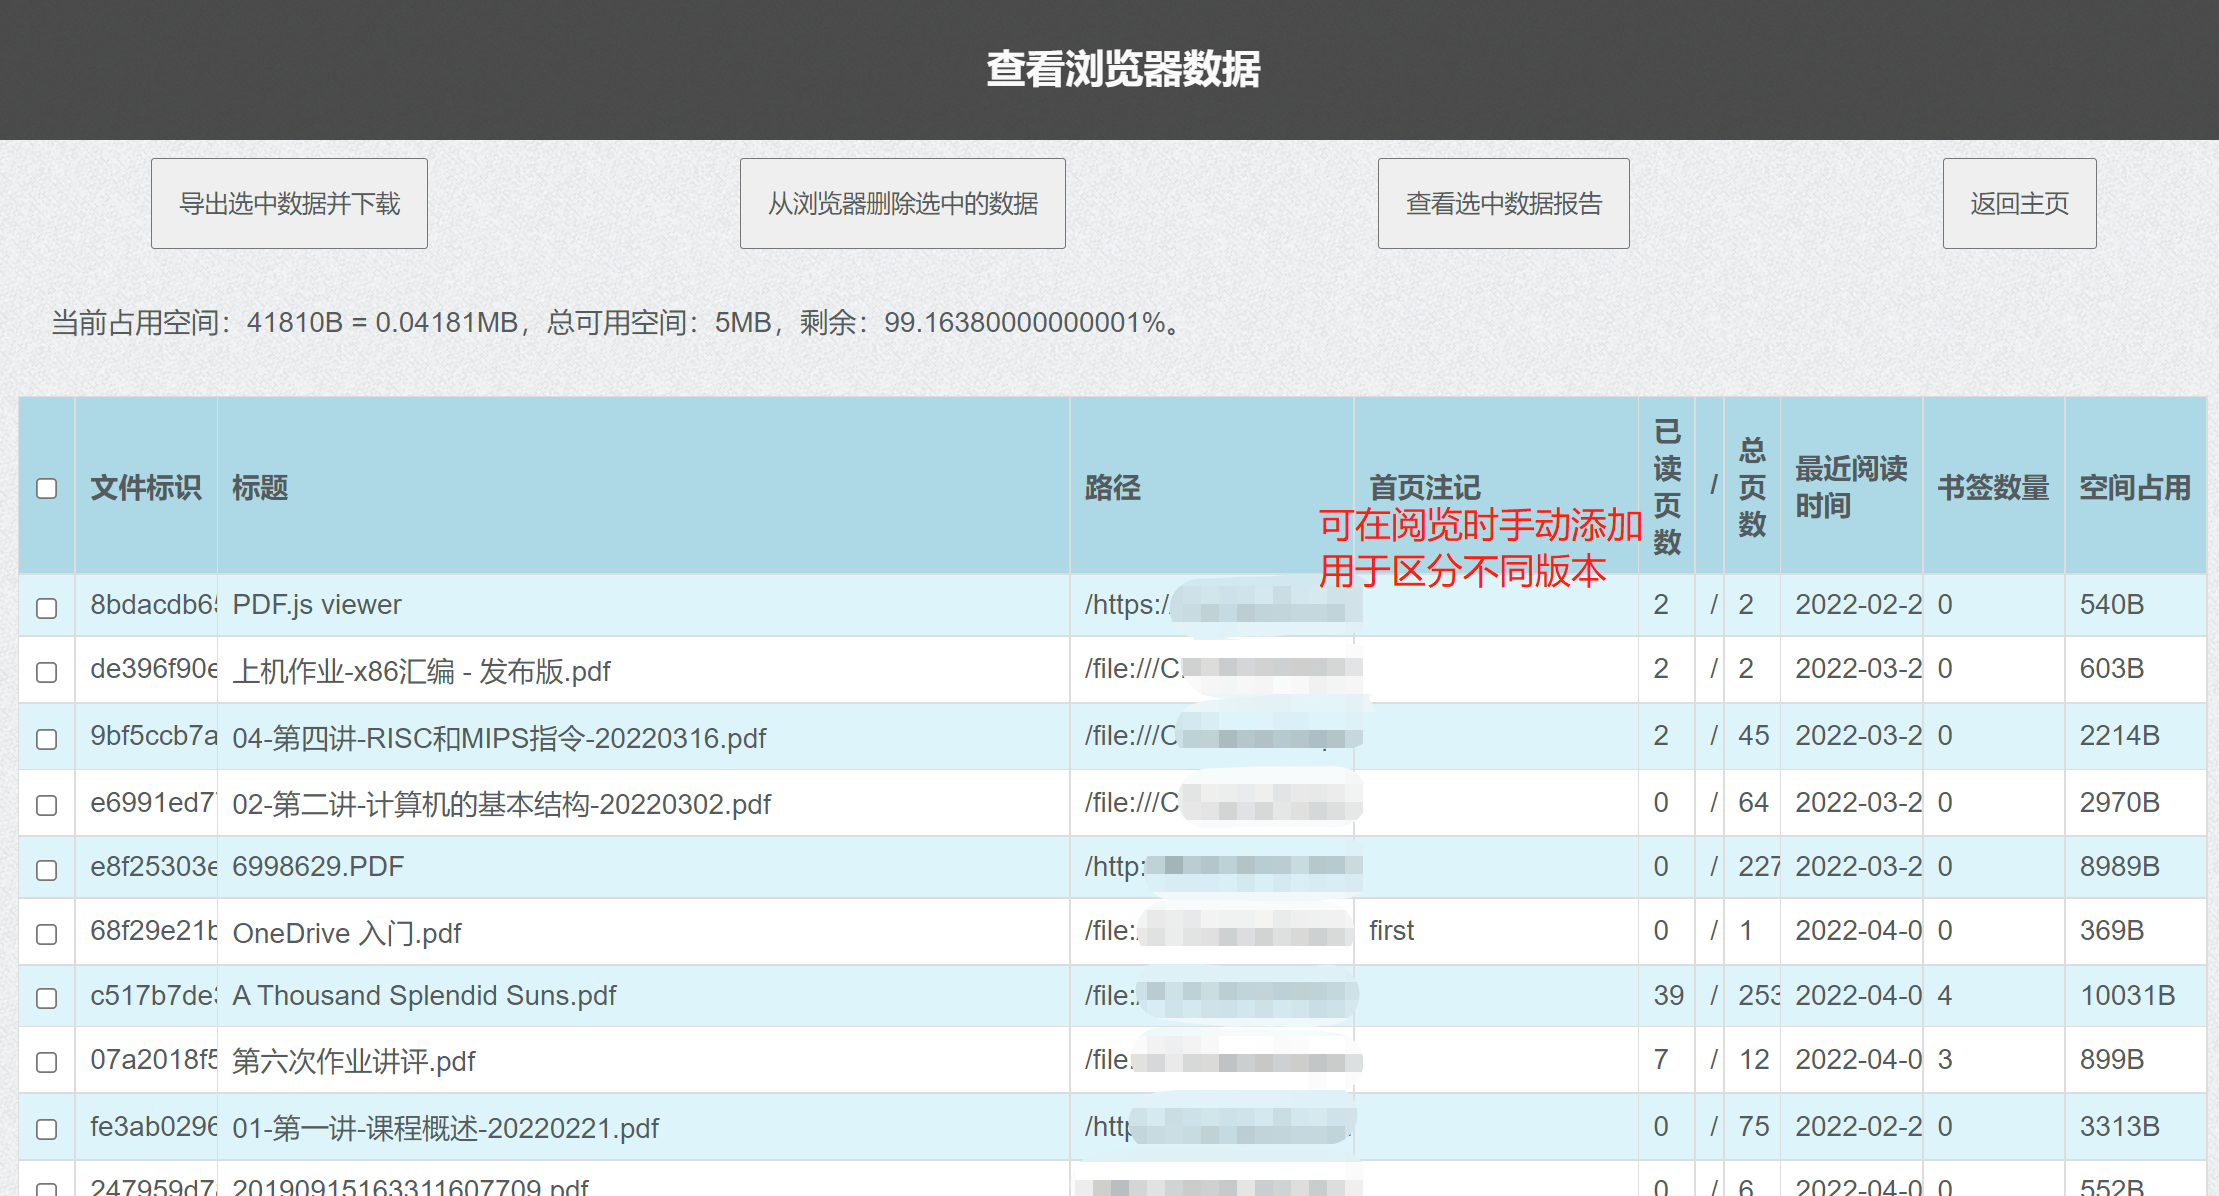 查看浏览器数据
导出选中数据并下载 从浏览器删除选中的数据 查看选中数据报告 返回主页
当前占用空间：41810B = 0.04181MB，总可用空间：5MB，剩余：99.16380000000001%。
文件标识 标题 路径 首页注记 已读页数 / 总页数 最近阅读时间 书签数量 空间占用
可在阅览时手动添加
用于区分不同版本
8bdacdb65 PDF.js viewer /https:/ 2 / 2 2022-02-2 0 540B
de396f90e 上机作业-x86汇编 - 发布版.pdf /file:///C: 2 / 2 2022-03-2 0 603B
9bf5ccb7a 04-第四讲-RISC和MIPS指令-20220316.pdf /file:///C 2 / 45 2022-03-2 0 2214B
e6991ed7 02-第二讲-计算机的基本结构-20220302.pdf /file:///C 0 / 64 2022-03-2 0 2970B
e8f25303e 6998629.PDF /http: 0 / 227 2022-03-2 0 8989B
68f29e21b OneDrive 入门.pdf /file: first 0 / 1 2022-04-0 0 369B
c517b7de A Thousand Splendid Suns.pdf /file: 39 / 253 2022-04-0 4 10031B
07a2018f5 第六次作业讲评.pdf /file: 7 / 12 2022-04-0 3 899B
fe3ab0296 01-第一讲-课程概述-20220221.pdf /http 0 / 75 2022-02-2 0 3313B
247959d7 20190915163311607709.pdf 0 / 6 2022-04-0 0 552B